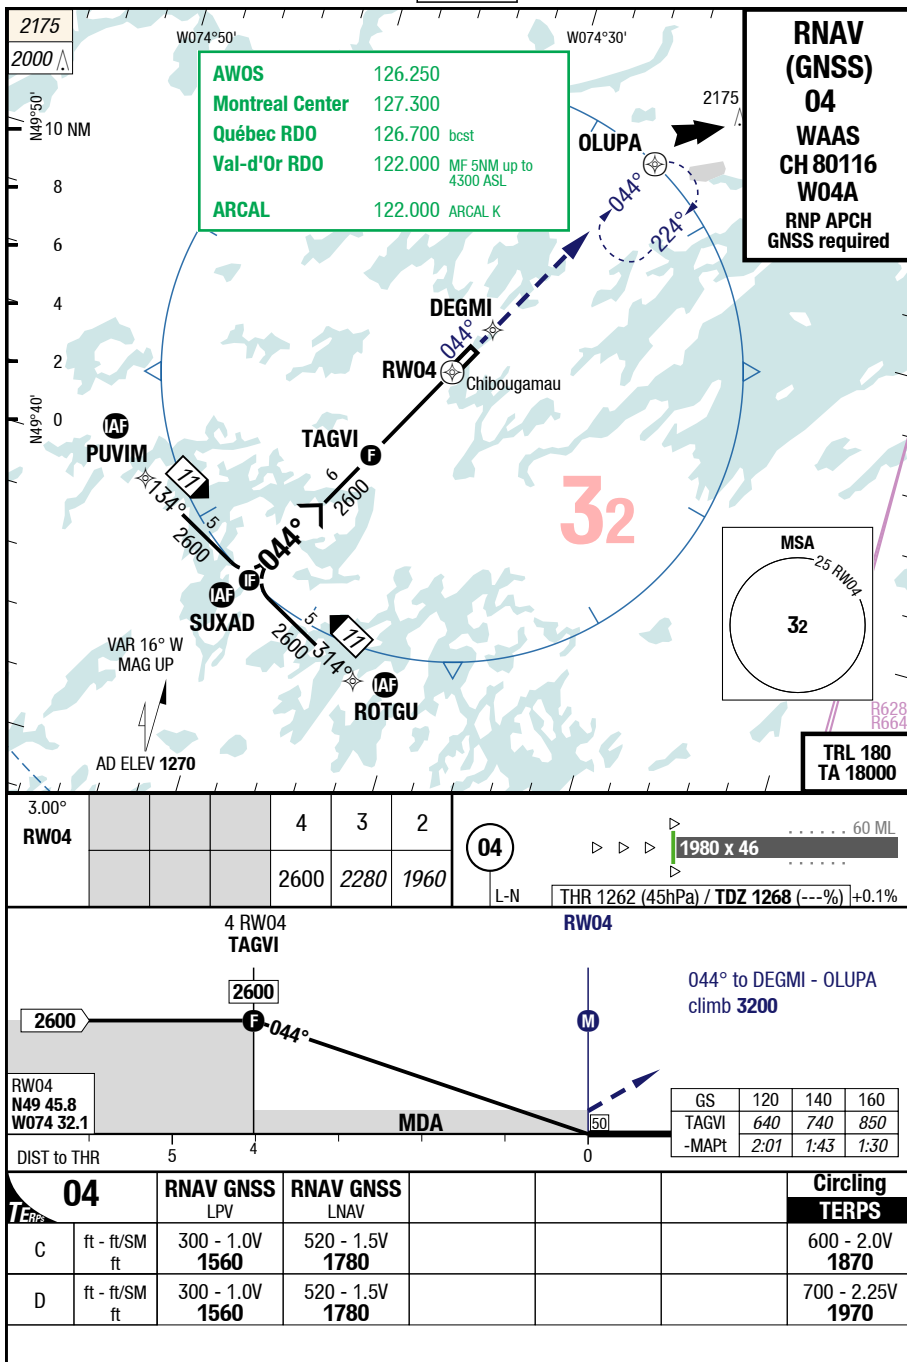 2175
2000
W074°50'
W074°30'
RNAV
(GNSS)
04
WAAS
CH 80116
W04A
RNP APCH
GNSS required
AWOS 126.250
Montreal Center 127.300
Québec RDO 126.700 bcst
Val-d'Or RDO 122.000 MF 5NM up to
4300 ASL
ARCAL 122.000 ARCAL K
N49°50'
10 NM
8
6
4
2
0
N49°40'
2175
OLUPA
044°
224°
DEGMI
044°
RW04
Chibougamau
TAGVI
F
6
2600
IAF
PUVIM
11
134°
5
2600
044°
IF
IAF
SUXAD
5
2600
314°
11
IAF
ROTGU
32
MSA
25 RW04
32
VAR 16° W
MAG UP
AD ELEV 1270
R628
R664
TRL 180
TA 18000
3.00°
RW04
4 3 2
2600 2280 1960
04
L-N
60 ML
1980 x 46
THR 1262 (45hPa) / TDZ 1268 (---%) +0.1%
4 RW04
TAGVI
RW04
2600
2600
F
044°
M
044° to DEGMI - OLUPA
climb 3200
RW04
N49 45.8
W074 32.1
MDA
50
DIST to THR 5 4 0
GS 120 140 160
TAGVI 640 740 850
-MAPt 2:01 1:43 1:30
TERPS
04
RNAV GNSS
LPV
RNAV GNSS
LNAV
Circling
TERPS
C ft - ft/SM 300 - 1.0V 520 - 1.5V 600 - 2.0V
ft 1560 1780 1870
D ft - ft/SM 300 - 1.0V 520 - 1.5V 700 - 2.25V
ft 1560 1780 1970